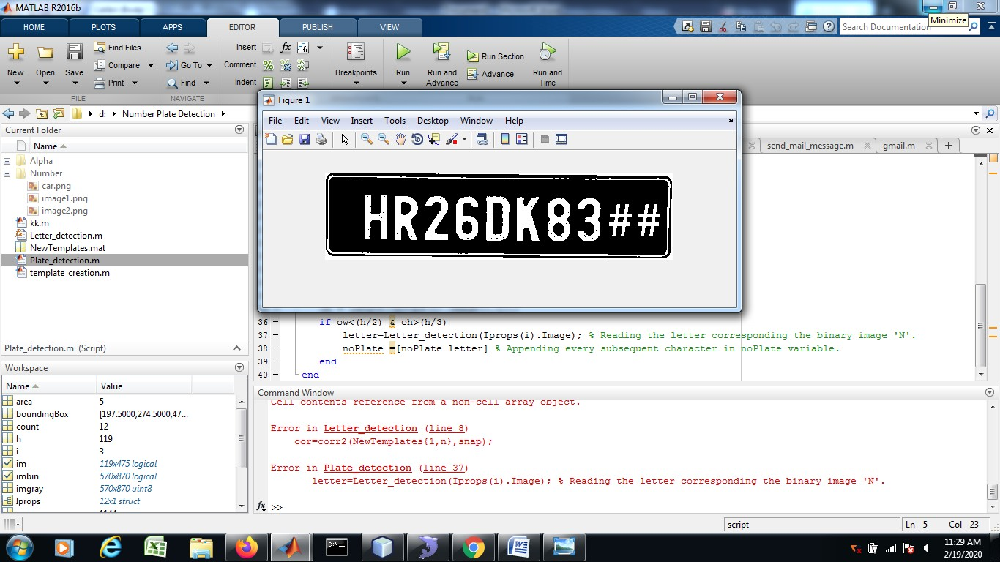 MATLAB R2016b
Minimize
HOME PLOTS APPS EDITOR PUBLISH VIEW
Search Documentation
New Open Save
Find Files
Compare
Print
Go To
Find
Insert
Comment
Indent
fx
Breakpoints
Run
Run and Advance
Run Section
Advance
Run and Time
FILE NAVIGATE
d: Number Plate Detection
Current Folder
Name
Alpha
Number
car.png
image1.png
image2.png
kk.m
Letter_detection.m
NewTemplates.mat
Plate_detection.m
template_creation.m
Plate_detection.m (Script)
Workspace
Name Value
area 5
boundingBox [197.5000,274.5000,47...
count 12
h 119
i 3
im 119x475 logical
imbin 570x870 logical
imgray 570x870 uint8
Iprops 12x1 struct
Figure 1
File Edit View Insert Tools Desktop Window Help
HR26DK83##
send_mail_message.m gmail.m
36 if ow<(h/2) & oh>(h/3)
37 letter=Letter_detection(Iprops(i).Image); % Reading the letter corresponding the binary image 'N'.
38 noPlate =[noPlate letter] % Appending every subsequent character in noPlate variable.
39 end
40 end
Command Window
Cell contents reference from a non-cell array object.
Error in Letter_detection (line 8)
cor=corr2(NewTemplates{1,n},snap);
Error in Plate_detection (line 37)
letter=Letter_detection(Iprops(i).Image); % Reading the letter corresponding the binary image 'N'.
fx >>
script Ln 5 Col 23
C:\_
11:29 AM
2/19/2020